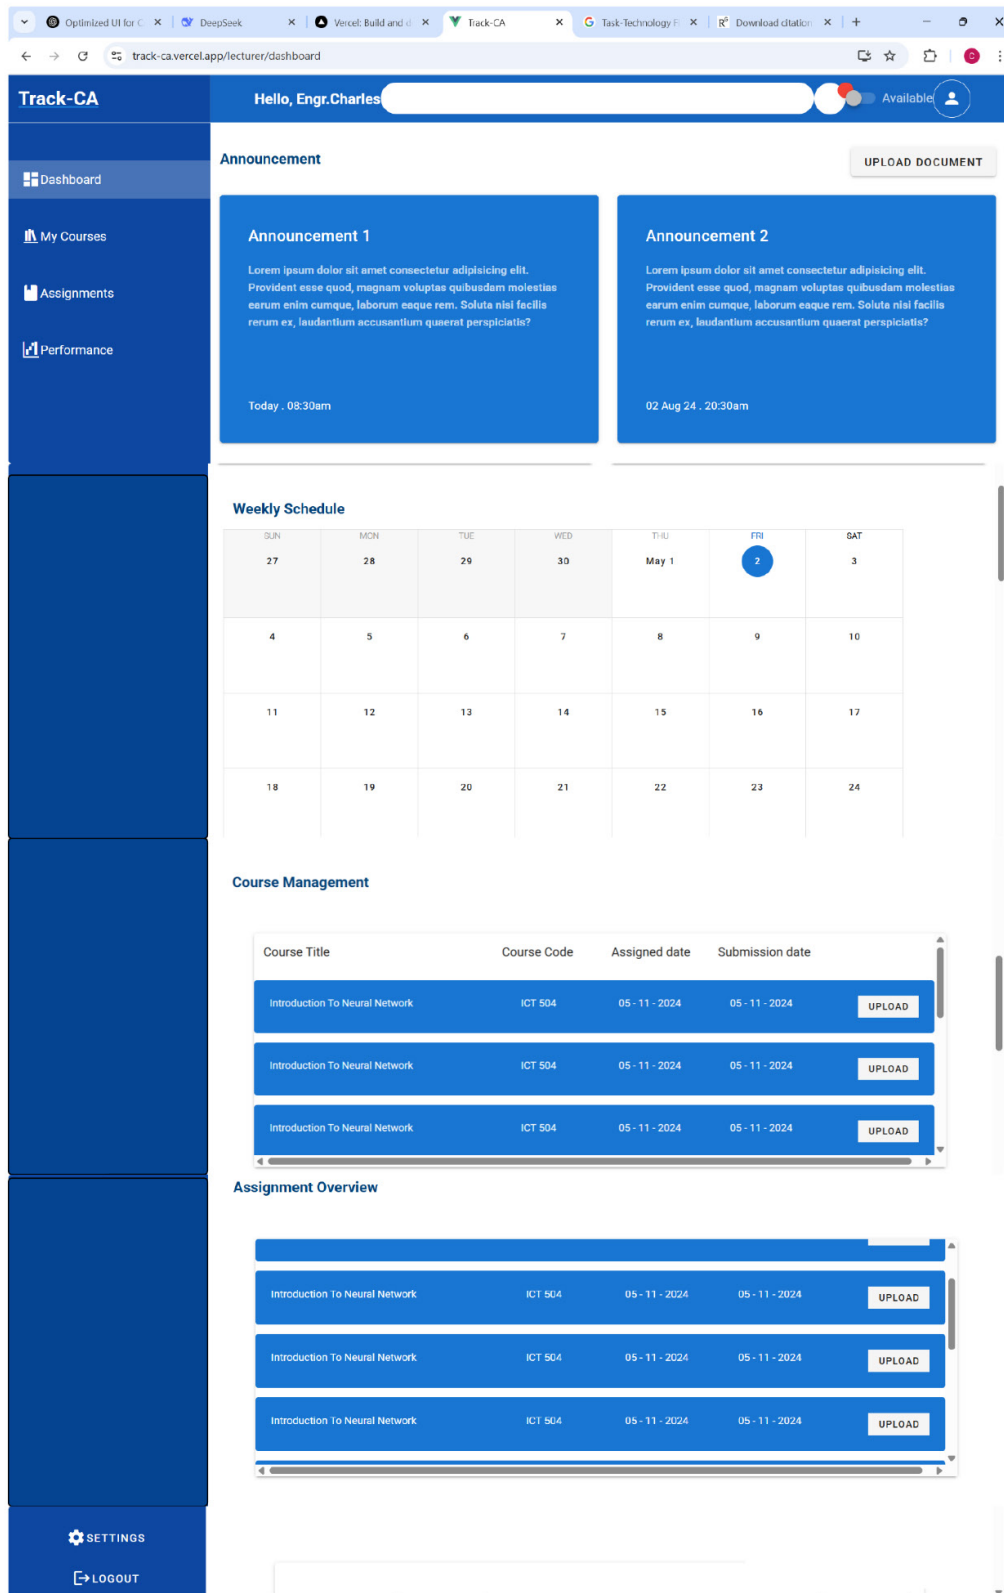 Optimized UI for C
DeepSeek
Vercel: Build and d
Track-CA
Task-Technology F
Download citation
track-ca.vercel.app/lecturer/dashboard
Track-CA
Hello, Engr.Charles
Available
C
Dashboard
My Courses
Assignments
Performance
Announcement
UPLOAD DOCUMENT
Announcement 1
Lorem ipsum dolor sit amet consectetur adipisicing elit.
Provident esse quod, magnam voluptas quibusdam molestias
earum enim cumque, laborum eaque rem. Soluta nisi facilis
rerum ex, laudantium accusantium quaerat perspiciatis?
Today . 08:30am
Announcement 2
Lorem ipsum dolor sit amet consectetur adipisicing elit.
Provident esse quod, magnam voluptas quibusdam molestias
earum enim cumque, laborum eaque rem. Soluta nisi facilis
rerum ex, laudantium accusantium quaerat perspiciatis?
02 Aug 24 . 20:30am
Weekly Schedule
SUN MON TUE WED THU FRI SAT
27 28 29 30 May 1 2 3
4 5 6 7 8 9 10
11 12 13 14 15 16 17
18 19 20 21 22 23 24
Course Management
Course Title Course Code Assigned date Submission date
Introduction To Neural Network ICT 504 05 - 11 - 2024 05 - 11 - 2024 UPLOAD
Introduction To Neural Network ICT 504 05 - 11 - 2024 05 - 11 - 2024 UPLOAD
Introduction To Neural Network ICT 504 05 - 11 - 2024 05 - 11 - 2024 UPLOAD
Assignment Overview
Introduction To Neural Network ICT 504 05 - 11 - 2024 05 - 11 - 2024 UPLOAD
Introduction To Neural Network ICT 504 05 - 11 - 2024 05 - 11 - 2024 UPLOAD
Introduction To Neural Network ICT 504 05 - 11 - 2024 05 - 11 - 2024 UPLOAD
SETTINGS
LOGOUT